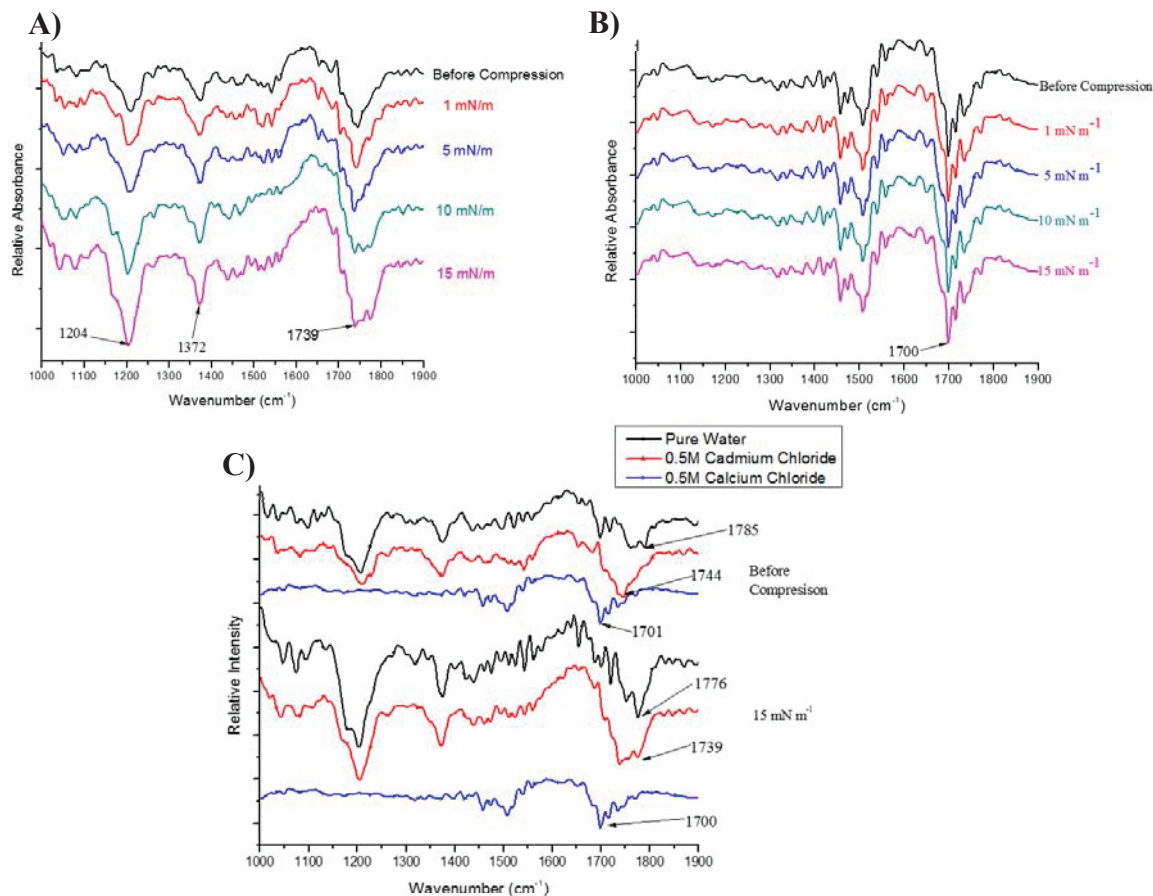 A)
Before Compression
1 mN/m
5 mN/m
10 mN/m
15 mN/m
1204
1372
1739
Relative Absorbance
1000 1100 1200 1300 1400 1500 1600 1700 1800 1900
Wavenumber (cm⁻¹)
B)
Before Compression
1 mN m⁻¹
5 mN m⁻¹
10 mN m⁻¹
15 mN m⁻¹
1700
Relative Absorbance
1000 1100 1200 1300 1400 1500 1600 1700 1800 1900
Wavenumber (cm⁻¹)
C)
Pure Water
0.5M Cadmium Chloride
0.5M Calcium Chloride
1785
1744
Before
Compresison
1701
1776
15 mN m⁻¹
1739
1700
Relative Intensity
1000 1100 1200 1300 1400 1500 1600 1700 1800 1900
Wavenumber (cm⁻¹)